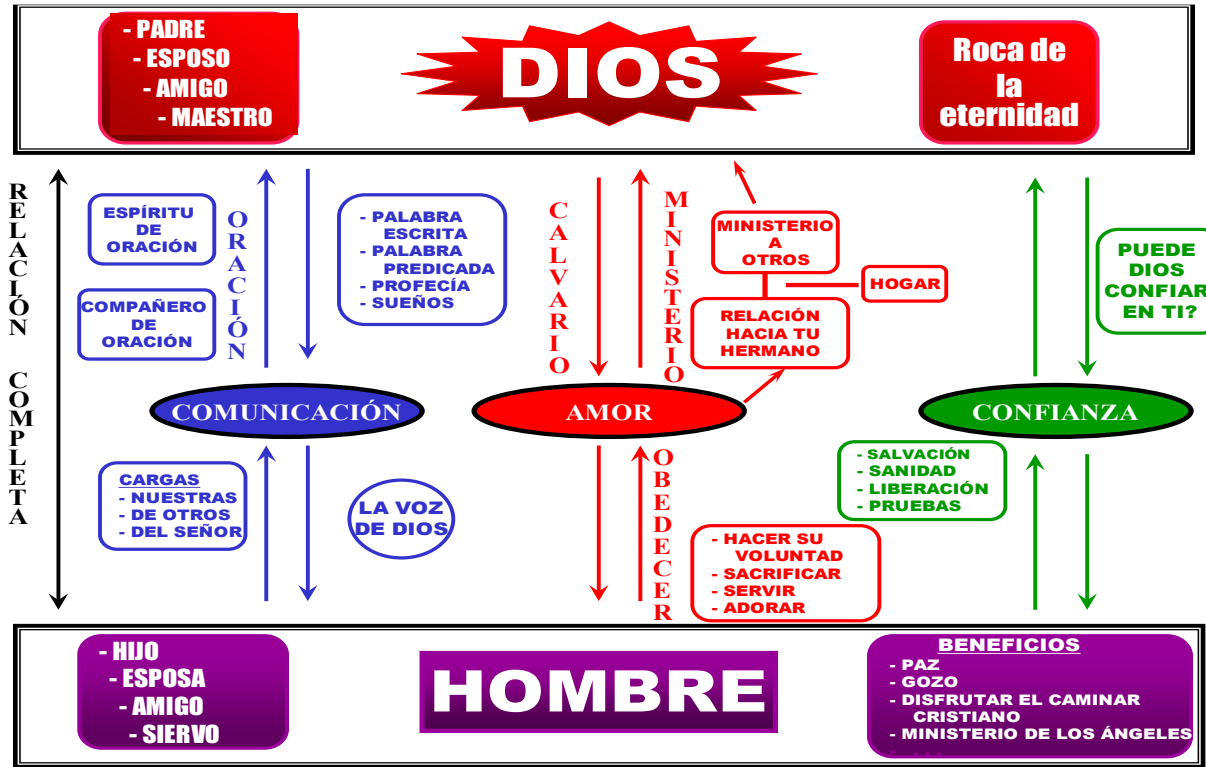 - PADRE
- ESPOSO
- AMIGO
- MAESTRO
DIOS
Roca de
la
eternidad
RELACIÓN COMPLETA
ESPÍRITU
DE
ORACIÓN
COMPAÑERO
DE
ORACIÓN
ORACIÓN
- PALABRA
ESCRITA
- PALABRA
PREDICADA
- PROFECÍA
- SUEÑOS
CALVARIO
MINISTERIO
MINISTERIO
A
OTROS
HOGAR
RELACIÓN
HACIA TU
HERMANO
PUEDE
DIOS
CONFIAR
EN TI?
COMUNICACIÓN
AMOR
CONFIANZA
CARGAS
- NUESTRAS
- DE OTROS
- DEL SEÑOR
LA VOZ
DE DIOS
OBEDECER
- HACER SU
VOLUNTAD
- SACRIFICAR
- SERVIR
- ADORAR
- SALVACIÓN
- SANIDAD
- LIBERACIÓN
- PRUEBAS
- HIJO
- ESPOSA
- AMIGO
- SIERVO
HOMBRE
BENEFICIOS
- PAZ
- GOZO
- DISFRUTAR EL CAMINAR
CRISTIANO
- MINISTERIO DE LOS ÁNGELES